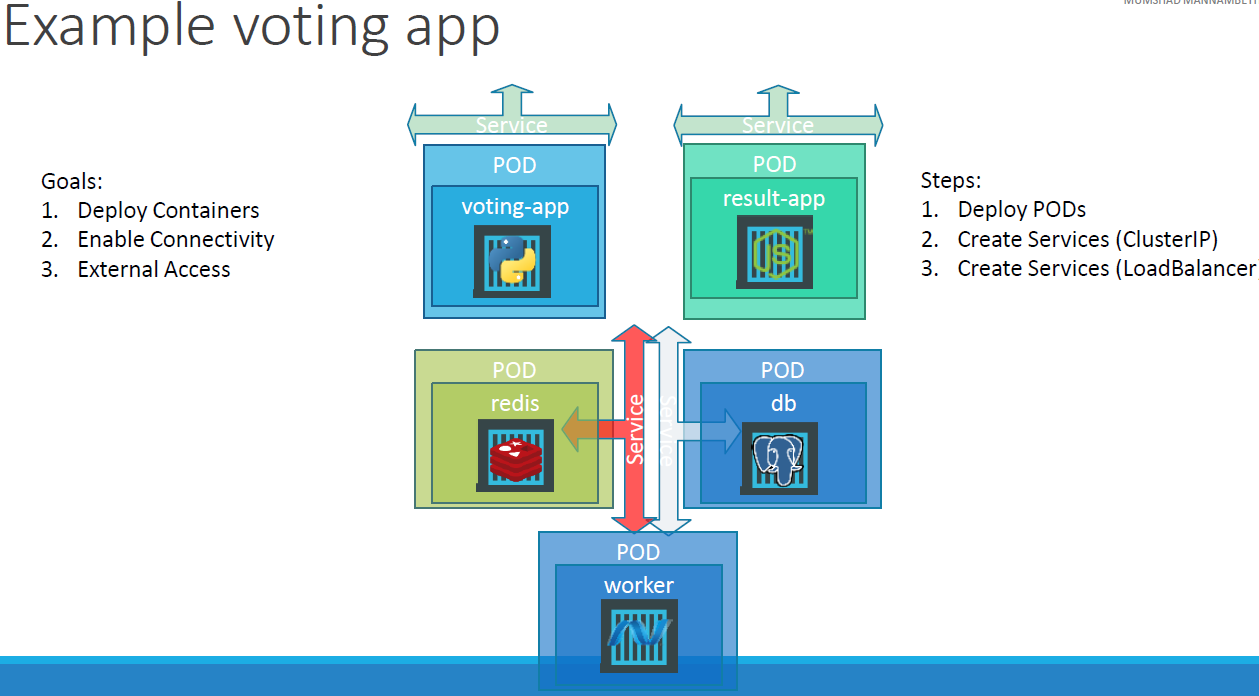 Example voting app
Goals:
1. Deploy Containers
2. Enable Connectivity
3. External Access
Service
POD
voting-app
Service
POD
result-app
JS
TM
Steps:
1. Deploy PODs
2. Create Services (ClusterIP)
3. Create Services (LoadBalancer)
POD
redis
Service
Service
POD
db
POD
worker